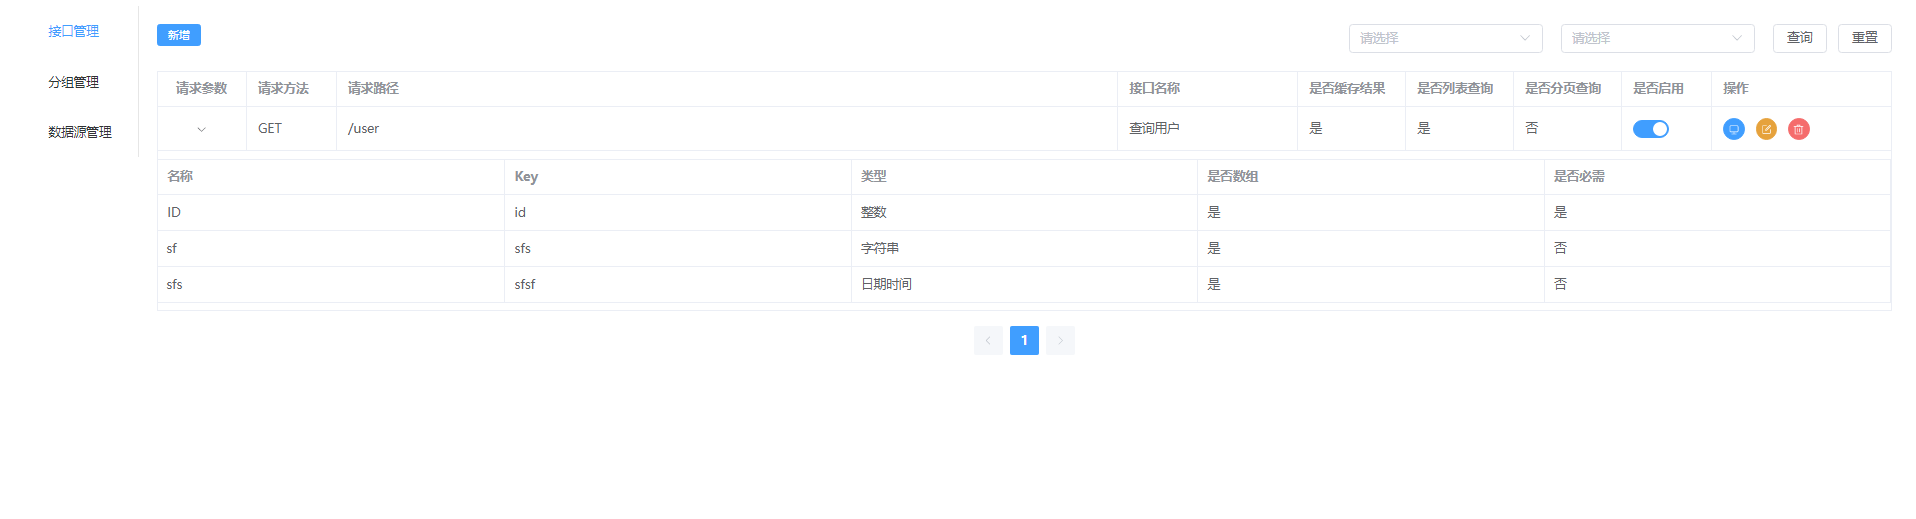 接口管理
分组管理
数据源管理
新增
请选择 请选择 查询 重置
请求参数 请求方法 请求路径 接口名称 是否缓存结果 是否列表查询 是否分页查询 是否启用 操作
GET /user 查询用户 是 是 否
名称 Key 类型 是否数组 是否必需
ID id 整数 是 是
sf sfs 字符串 是 否
sfs sfsf 日期时间 是 否
1